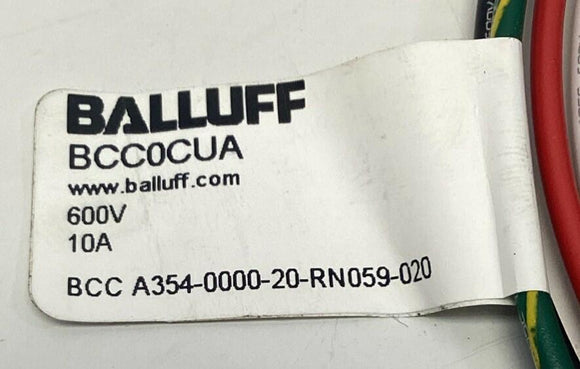 BALLUFF
BCC0CUA
www.balluff.com
600V
10A
BCC A354-0000-20-RN059-020